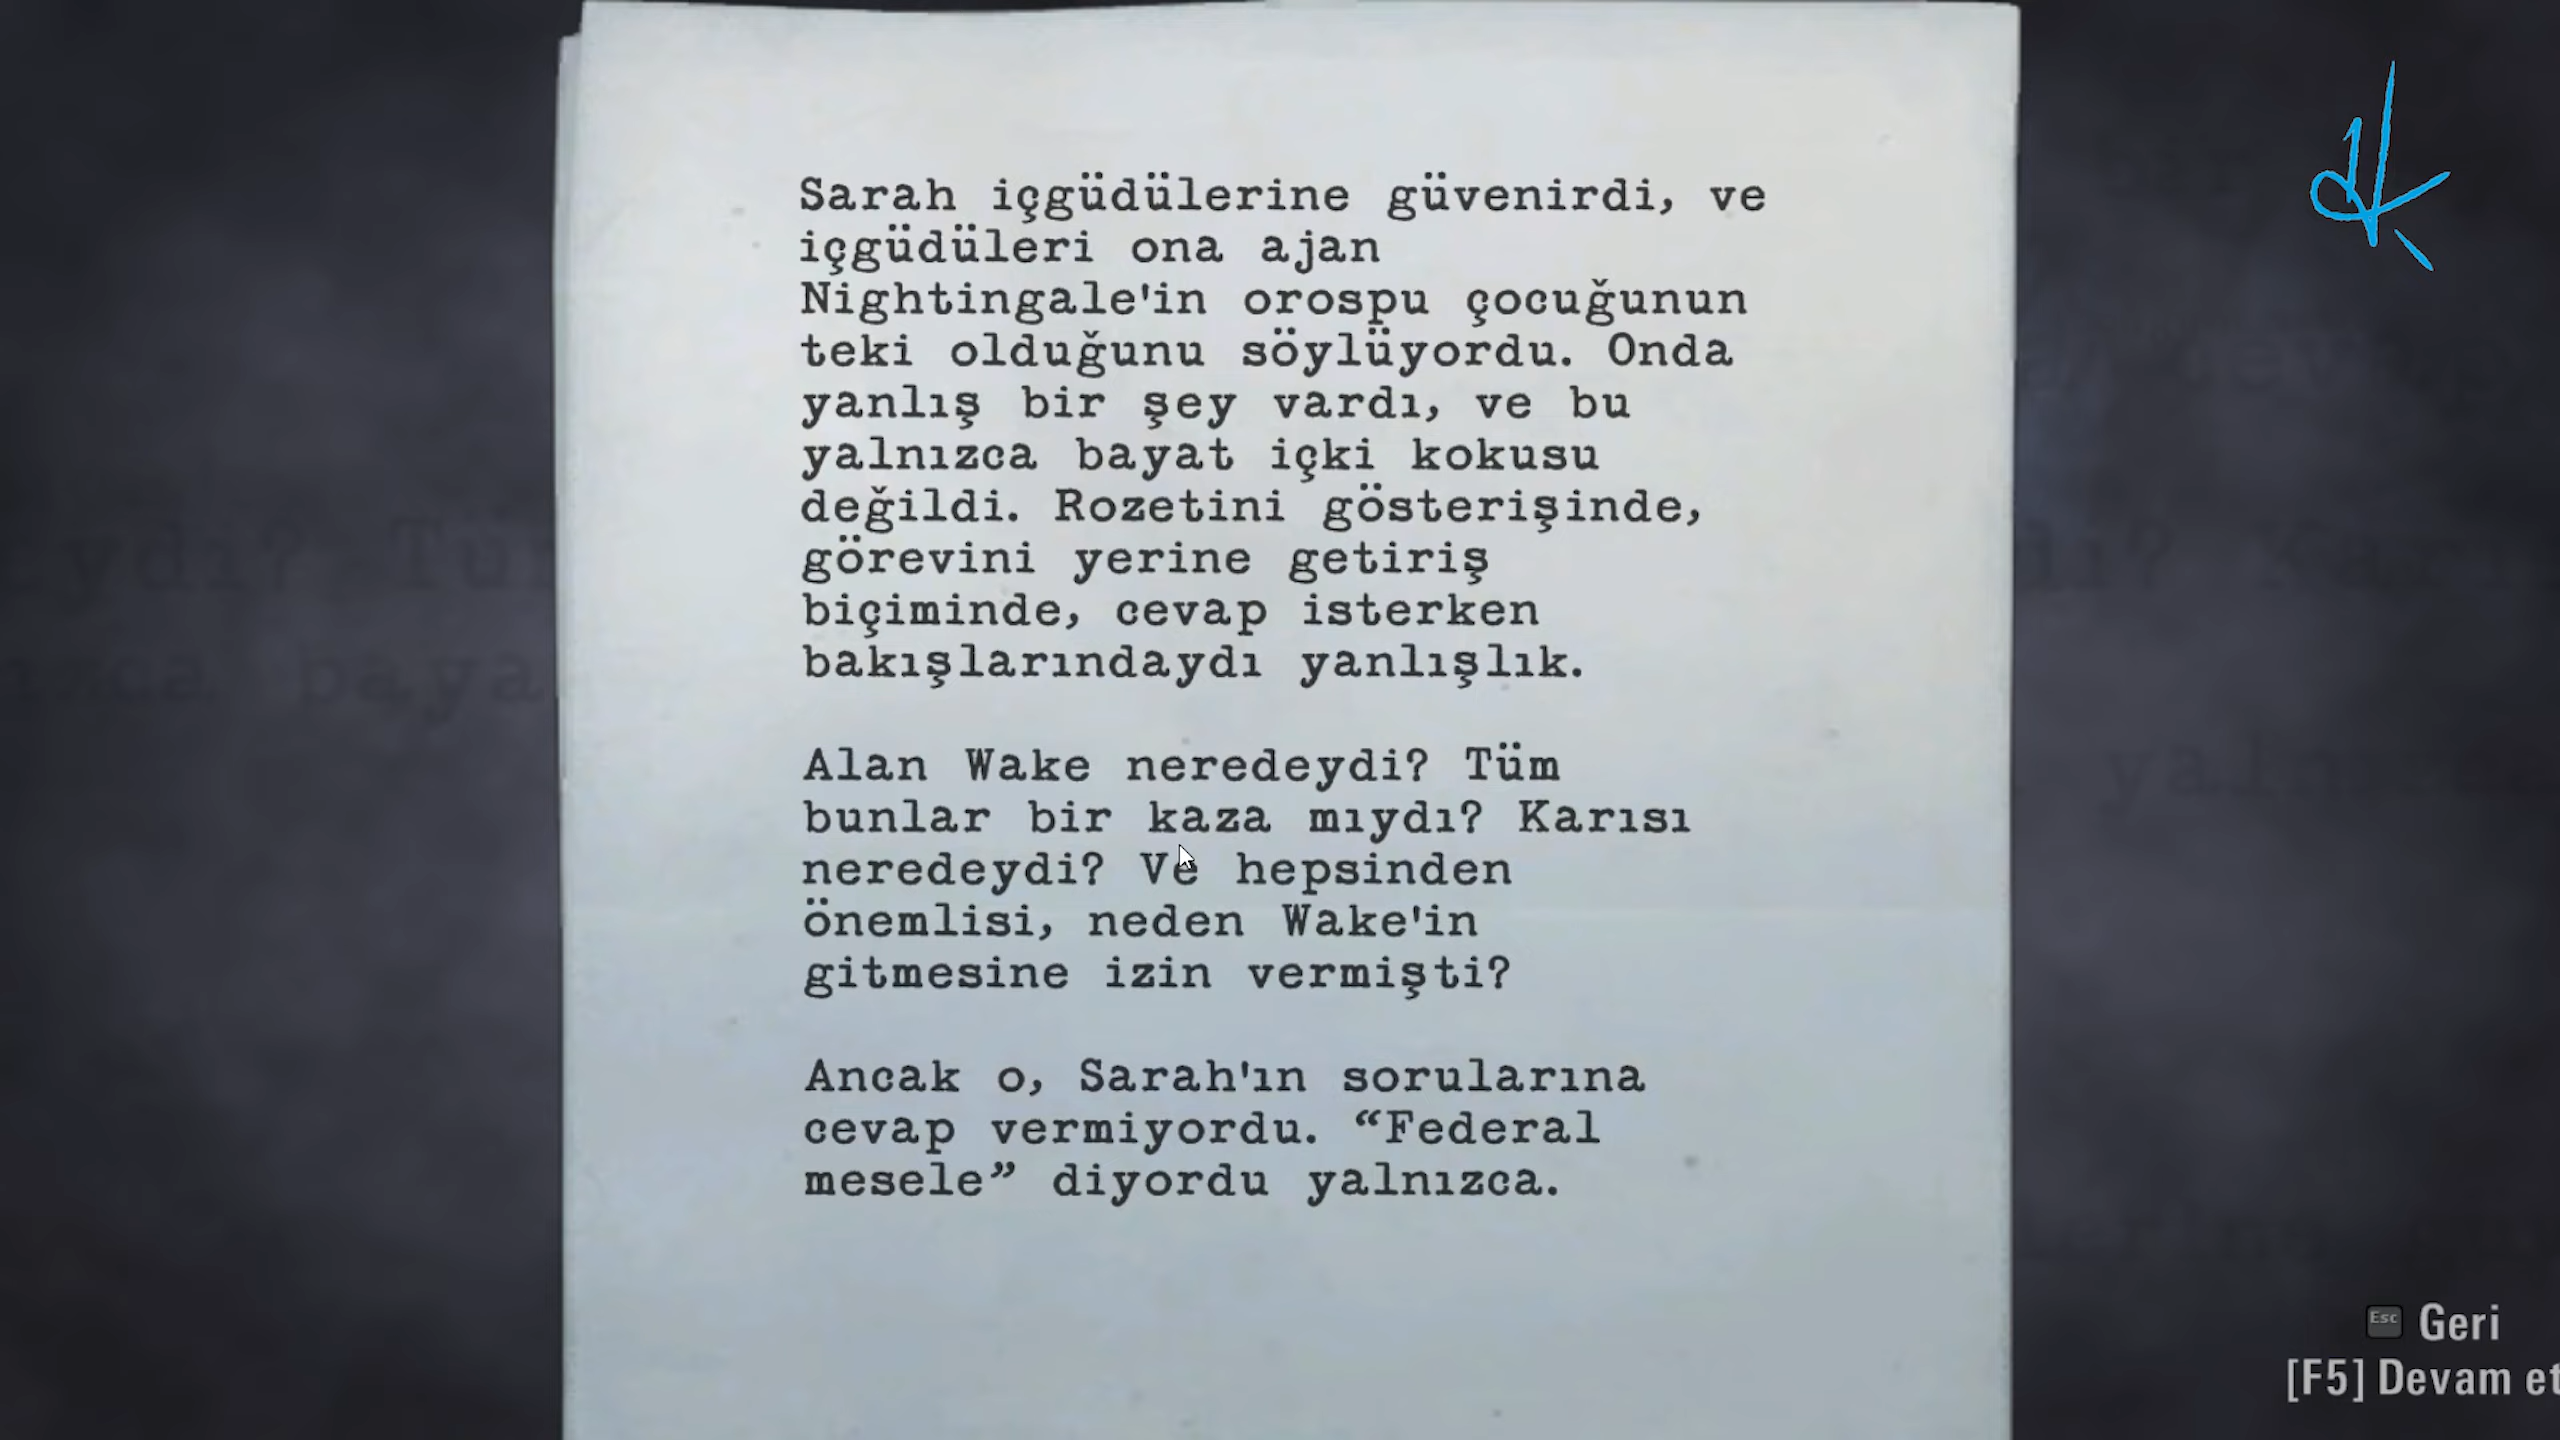 Sarah içgüdülerine güvenirdi, ve
içgüdüleri ona ajan
Nightingale'in orospu çocuğunun
teki olduğunu söylüyordu. Onda
yanlış bir şey vardı, ve bu
yalnızca bayat içki kokusu
değildi. Rozetini gösterişinde,
görevini yerine getiriş
biçiminde, cevap isterken
bakışlarındaydı yanlışlık.
Alan Wake neredeydi? Tüm
bunlar bir kaza mıydı? Karısı
neredeydi? Ve hepsinden
önemlisi, neden Wake'in
gitmesine izin vermişti?
Ancak o, Sarah'ın sorularına
cevap vermiyordu. “Federal
mesele” diyordu yalnızca.
Esc Geri
[F5] Devam et